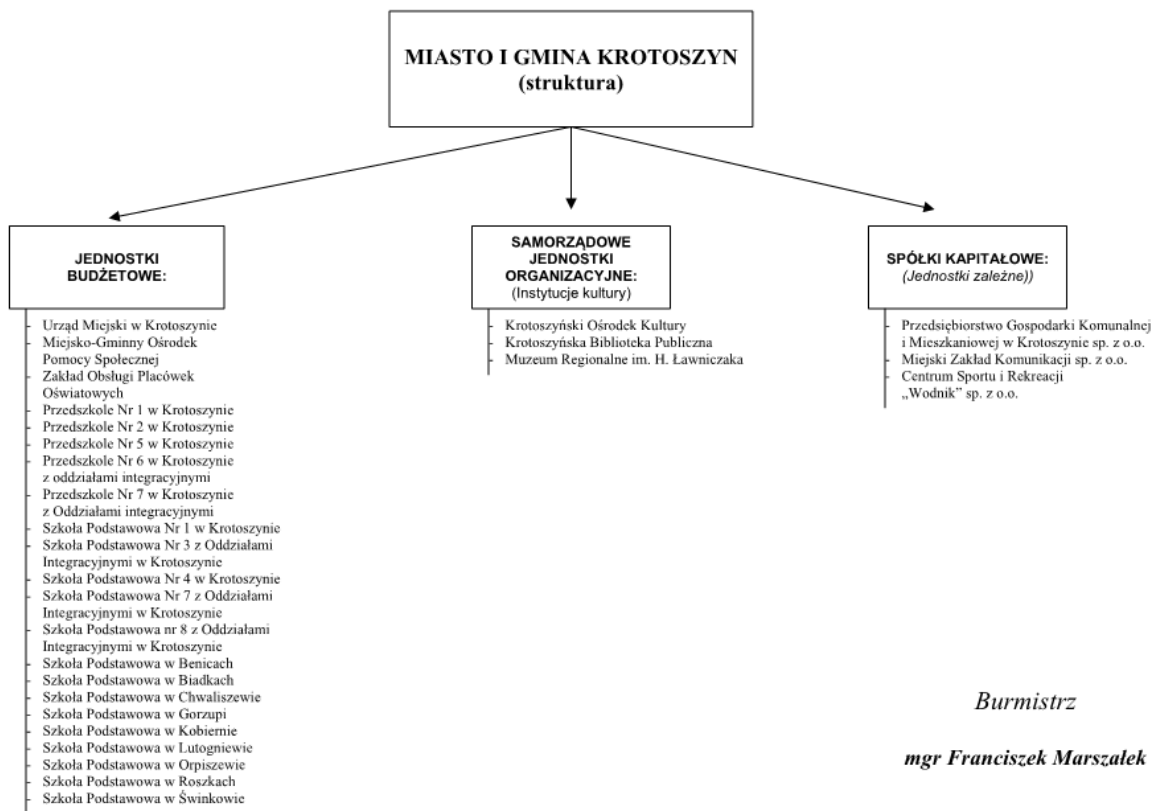 MIASTO I GMINA KROTOSZYN
(struktura)
JEDNOSTKI
BUDŻETOWE:
- Urząd Miejski w Krotoszynie
- Miejsko-Gminny Ośrodek
Pomocy Społecznej
- Zakład Obsługi Placówek
Oświatowych
- Przedszkole Nr 1 w Krotoszynie
- Przedszkole Nr 2 w Krotoszynie
- Przedszkole Nr 5 w Krotoszynie
- Przedszkole Nr 6 w Krotoszynie
z oddziałami integracyjnymi
- Przedszkole Nr 7 w Krotoszynie
z Oddziałami integracyjnymi
- Szkoła Podstawowa Nr 1 w Krotoszynie
- Szkoła Podstawowa Nr 3 z Oddziałami
Integracyjnymi w Krotoszynie
- Szkoła Podstawowa Nr 4 w Krotoszynie
- Szkoła Podstawowa Nr 7 z Oddziałami
Integracyjnymi w Krotoszynie
- Szkoła Podstawowa nr 8 z Oddziałami
Integracyjnymi w Krotoszynie
- Szkoła Podstawowa w Benicach
- Szkoła Podstawowa w Biadkach
- Szkoła Podstawowa w Chwaliszewie
- Szkoła Podstawowa w Gorzupi
- Szkoła Podstawowa w Kobiernie
- Szkoła Podstawowa w Lutogniewie
- Szkoła Podstawowa w Orpiszewie
- Szkoła Podstawowa w Roszkach
- Szkoła Podstawowa w Świnkowie
SAMORZĄDOWE
JEDNOSTKI
ORGANIZACYJNE:
(Instytucje kultury)
- Krotoszyński Ośrodek Kultury
- Krotoszyńska Biblioteka Publiczna
- Muzeum Regionalne im. H. Ławniczaka
SPÓŁKI KAPITAŁOWE:
(Jednostki zależne))
- Przedsiębiorstwo Gospodarki Komunalnej
i Mieszkaniowej w Krotoszynie sp. z o.o.
- Miejski Zakład Komunikacji sp. z o.o.
- Centrum Sportu i Rekreacji
„Wodnik” sp. z o.o.
Burmistrz
mgr Franciszek Marszałek